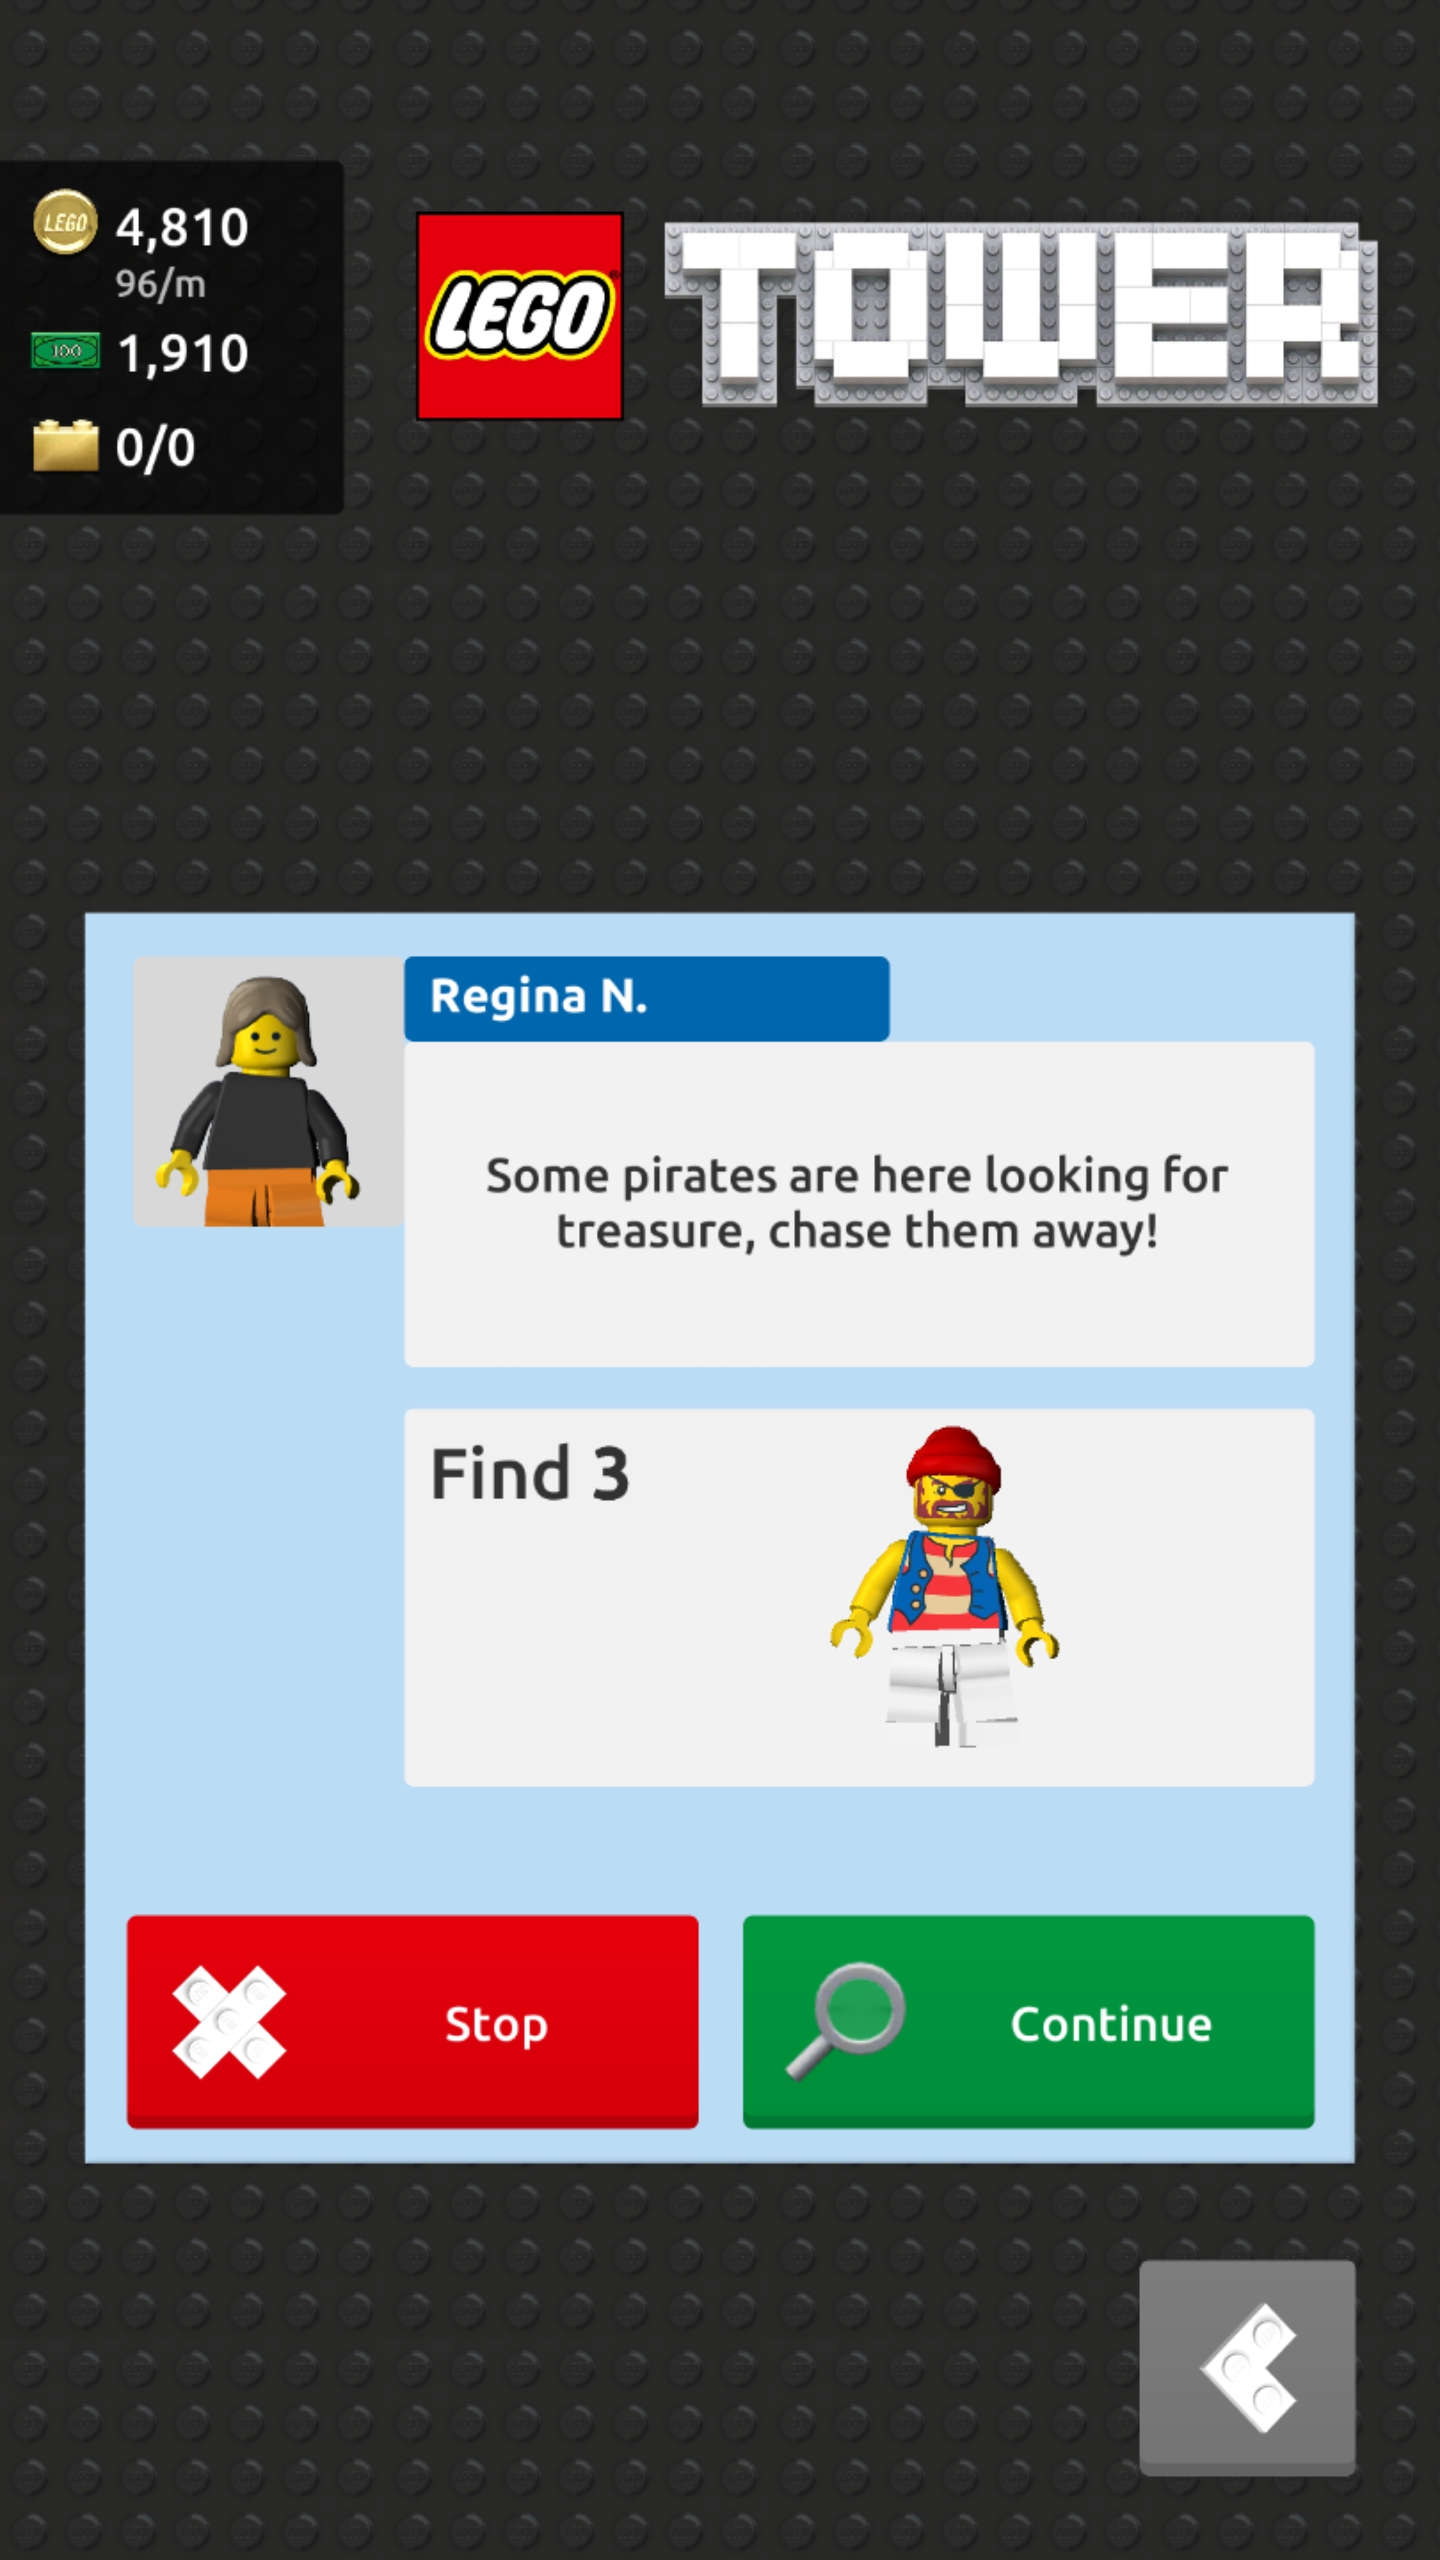 LEGO
4,810
96/m
100
1,910
0/0
LEGO
®
TOWER
Regina N.
Some pirates are here looking for
treasure, chase them away!
Find 3
Stop
Continue